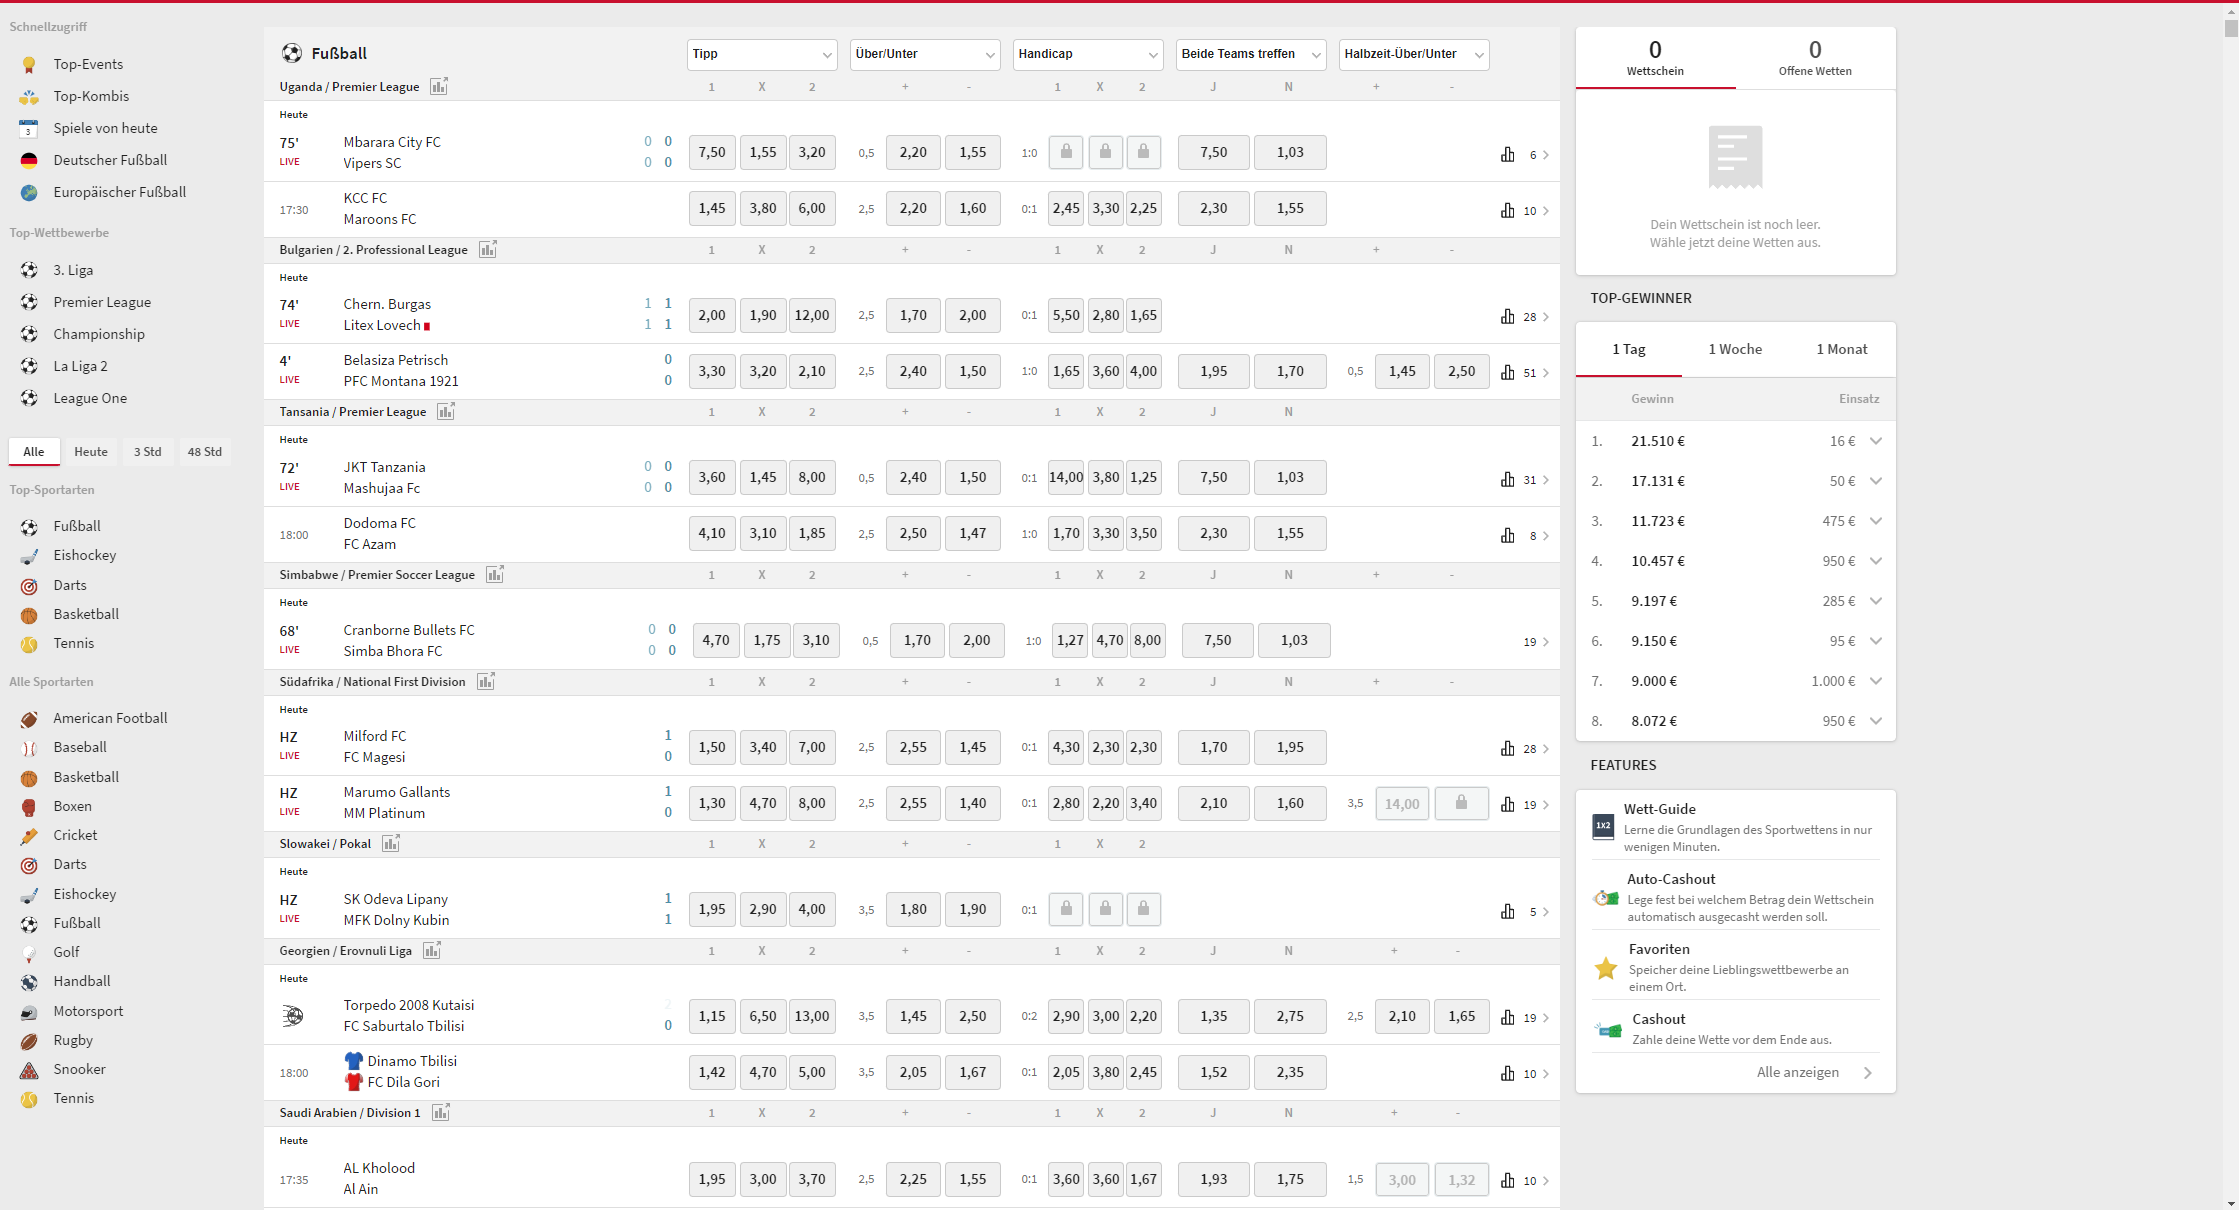 Schnellzugriff
Top-Events
Top-Kombis
3
Spiele von heute
Deutscher Fußball
Europäischer Fußball
Top-Wettbewerbe
3. Liga
Premier League
Championship
La Liga 2
League One
Alle Heute 3 Std 48 Std
Top-Sportarten
Fußball
Eishockey
Darts
Basketball
Tennis
Alle Sportarten
American Football
Baseball
Basketball
Boxen
Cricket
Darts
Eishockey
Fußball
Golf
Handball
Motorsport
Rugby
Snooker
Tennis
Fußball Tipp Über/Unter Handicap Beide Teams treffen Halbzeit-Über/Unter
Uganda / Premier League 1 X 2 + - 1 X 2 J N + -
Heute
75' Mbarara City FC 0 0
LIVE Vipers SC 0 0
7,50 1,55 3,20 0,5 2,20 1,55 1:0 7,50 1,03 6
17:30 KCC FC
Maroons FC
1,45 3,80 6,00 2,5 2,20 1,60 0:1 2,45 3,30 2,25 2,30 1,55 10
Bulgarien / 2. Professional League 1 X 2 + - 1 X 2 J N + -
Heute
74' Chern. Burgas 1 1
LIVE Litex Lovech 1 1
2,00 1,90 12,00 2,5 1,70 2,00 0:1 5,50 2,80 1,65 28
4' Belasiza Petrisch 0
LIVE PFC Montana 1921 0
3,30 3,20 2,10 2,5 2,40 1,50 1:0 1,65 3,60 4,00 1,95 1,70 0,5 1,45 2,50 51
Tansania / Premier League 1 X 2 + - 1 X 2 J N
Heute
72' JKT Tanzania 0 0
LIVE Mashujaa Fc 0 0
3,60 1,45 8,00 0,5 2,40 1,50 0:1 14,00 3,80 1,25 7,50 1,03 31
18:00 Dodoma FC
FC Azam
4,10 3,10 1,85 2,5 2,50 1,47 1:0 1,70 3,30 3,50 2,30 1,55 8
Simbabwe / Premier Soccer League 1 X 2 + - 1 X 2 J N + -
Heute
68' Cranborne Bullets FC 0 0
LIVE Simba Bhora FC 0 0
4,70 1,75 3,10 0,5 1,70 2,00 1:0 1,27 4,70 8,00 7,50 1,03 19
Südafrika / National First Division 1 X 2 + - 1 X 2 J N + -
Heute
HZ Milford FC 1
LIVE FC Magesi 0
1,50 3,40 7,00 2,5 2,55 1,45 0:1 4,30 2,30 2,30 1,70 1,95 28
HZ Marumo Gallants 1
LIVE MM Platinum 0
1,30 4,70 8,00 2,5 2,55 1,40 0:1 2,80 2,20 3,40 2,10 1,60 3,5 14,00 19
Slowakei / Pokal 1 X 2 + - 1 X 2
Heute
HZ SK Odeva Lipany 1
LIVE MFK Dolny Kubin 1
1,95 2,90 4,00 3,5 1,80 1,90 0:1 5
Georgien / Erovnuli Liga 1 X 2 + - 1 X 2 J N + -
Heute
Torpedo 2008 Kutaisi 2
FC Saburtalo Tbilisi 0
1,15 6,50 13,00 3,5 1,45 2,50 0:2 2,90 3,00 2,20 1,35 2,75 2,5 2,10 1,65 19
18:00 Dinamo Tbilisi
FC Dila Gori
1,42 4,70 5,00 3,5 2,05 1,67 0:1 2,05 3,80 2,45 1,52 2,35 10
Saudi Arabien / Division 1 1 X 2 + - 1 X 2 J N + -
Heute
17:35 AL Kholood
Al Ain
1,95 3,00 3,70 2,5 2,25 1,55 0:1 3,60 3,60 1,67 1,93 1,75 1,5 3,00 1,32 10
0 0
Wettschein Offene Wetten
Dein Wettschein ist noch leer.
Wähle jetzt deine Wetten aus.
TOP-GEWINNER
1 Tag 1 Woche 1 Monat
Gewinn Einsatz
1. 21.510 € 16 €
2. 17.131 € 50 €
3. 11.723 € 475 €
4. 10.457 € 950 €
5. 9.197 € 285 €
6. 9.150 € 95 €
7. 9.000 € 1.000 €
8. 8.072 € 950 €
FEATURES
1X2
Wett-Guide
Lerne die Grundlagen des Sportwettens in nur
wenigen Minuten.
Auto-Cashout
Lege fest bei welchem Betrag dein Wettschein
automatisch ausgecasht werden soll.
Favoriten
Speicher deine Lieblingswettbewerbe an
einem Ort.
Cashout
Zahle deine Wette vor dem Ende aus.
Alle anzeigen